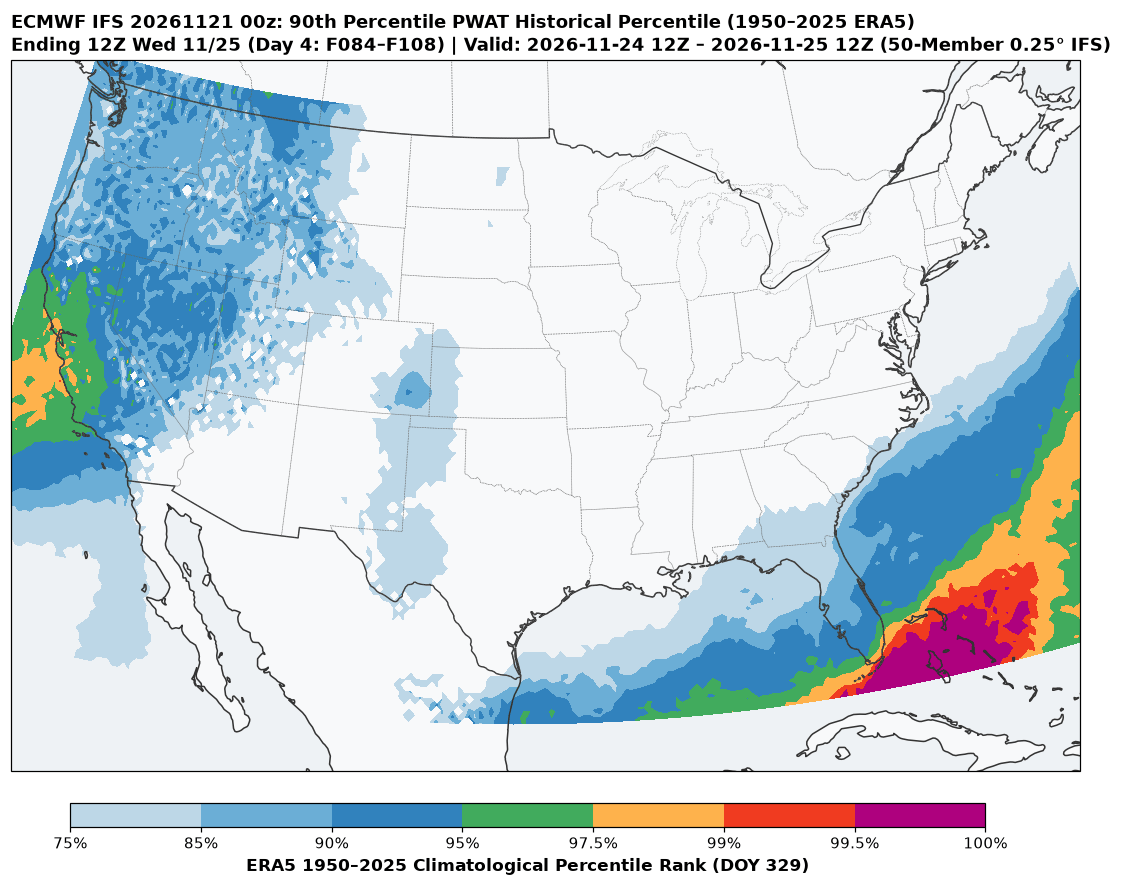 ECMWF IFS 20261121 00z: 90th Percentile PWAT Historical Percentile (1950–2025 ERA5)
Ending 12Z Wed 11/25 (Day 4: F084–F108) | Valid: 2026-11-24 12Z – 2026-11-25 12Z (50-Member 0.25° IFS)
75% 85% 90% 95% 97.5% 99% 99.5% 100%
ERA5 1950–2025 Climatological Percentile Rank (DOY 329)